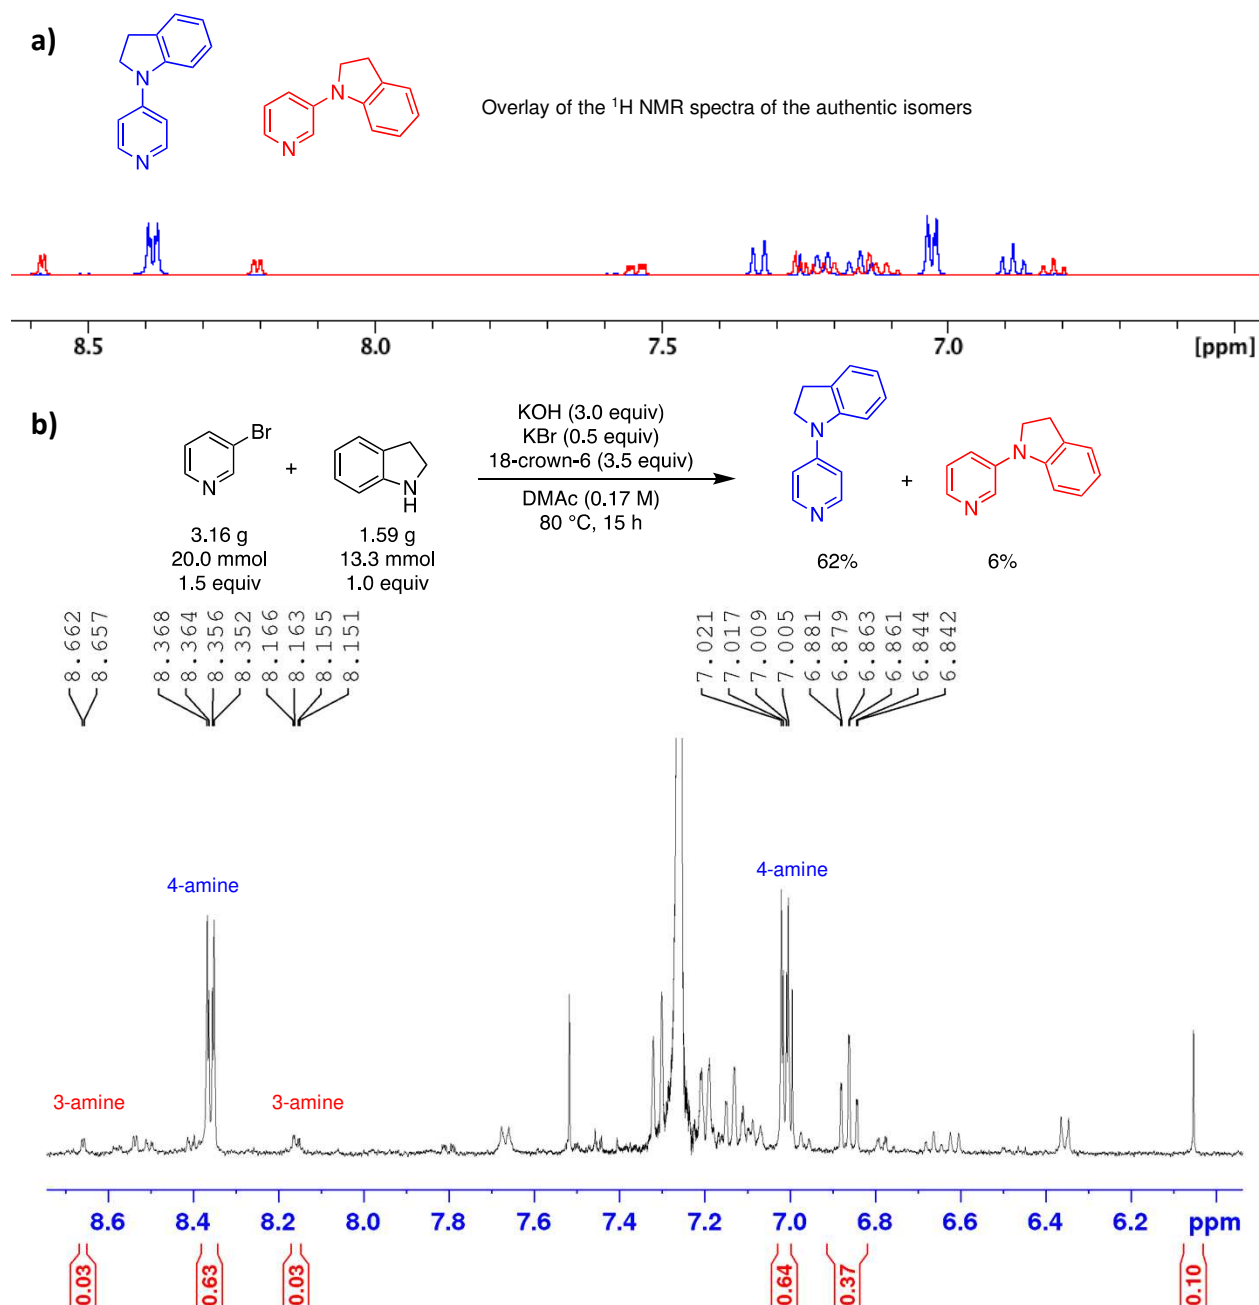 a)
N
N
N
N
Overlay of the ¹H NMR spectra of the authentic isomers
8.5 8.0 7.5 7.0 [ppm]
b)
Br
N
+
N
H
KOH (3.0 equiv)
KBr (0.5 equiv)
18-crown-6 (3.5 equiv)
DMAc (0.17 M)
80 °C, 15 h
N
N
+
N
N
3.16 g
20.0 mmol
1.5 equiv
1.59 g
13.3 mmol
1.0 equiv
62%
6%
8.662
8.657
8.368
8.364
8.356
8.352
8.166
8.163
8.155
8.151
7.021
7.017
7.009
7.005
6.881
6.879
6.863
6.861
6.844
6.842
4-amine
4-amine
3-amine
3-amine
8.6 8.4 8.2 8.0 7.8 7.6 7.4 7.2 7.0 6.8 6.6 6.4 6.2 ppm
0.03
0.63
0.03
0.64
0.37
0.10